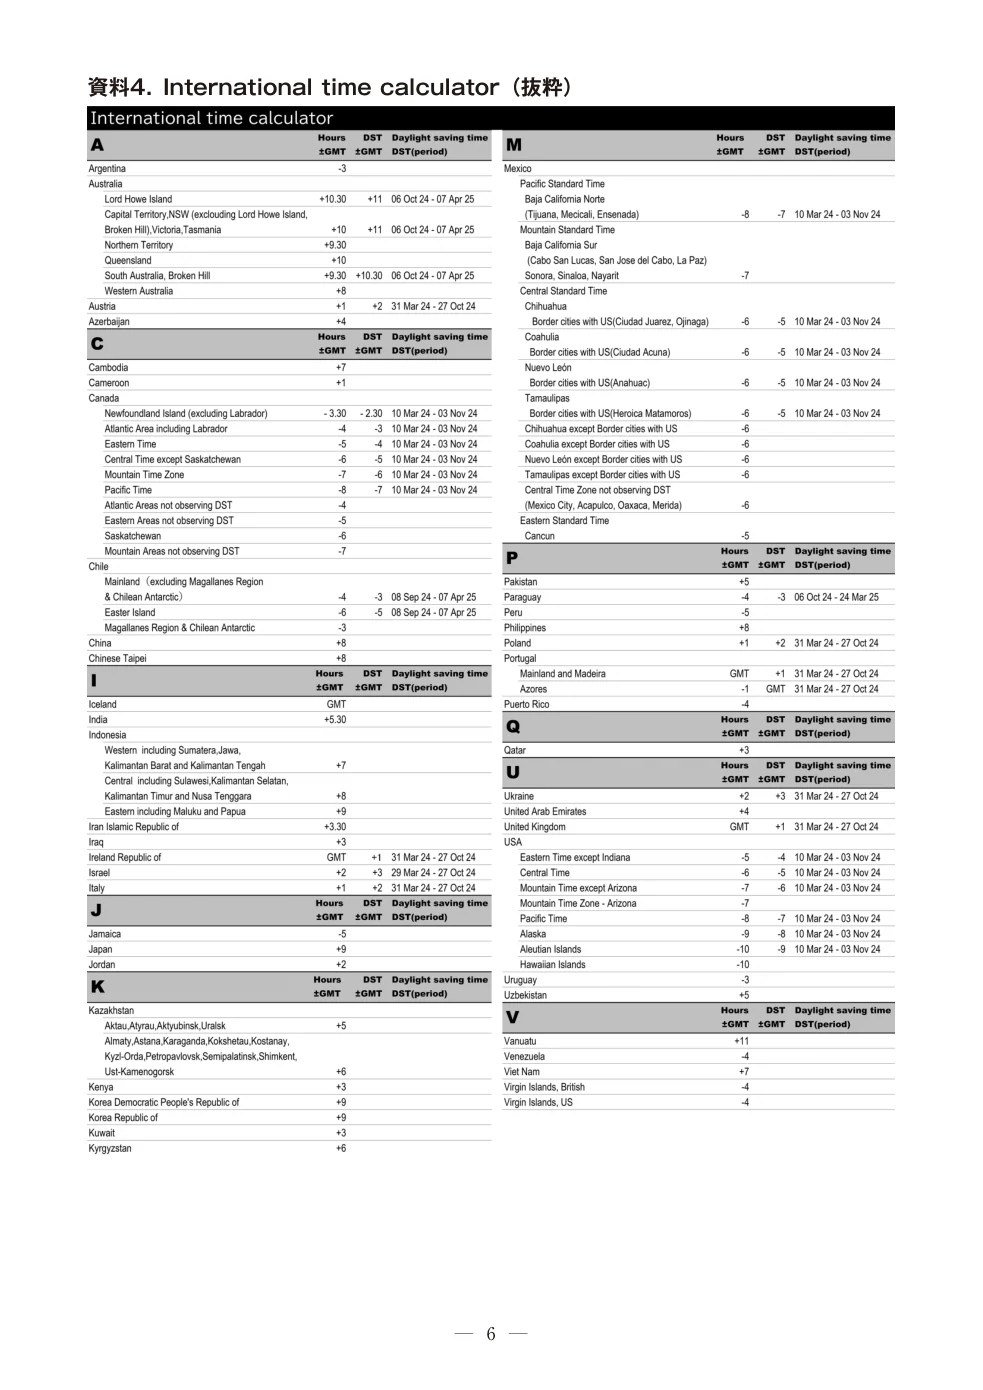 資料4．International time calculator（抜粋）
International time calculator
A Hours ±GMT DST ±GMT Daylight saving time DST(period)
Argentina -3
Australia
Lord Howe Island +10.30 +11 06 Oct 24 - 07 Apr 25
Capital Territory,NSW (exclouding Lord Howe Island,
Broken Hill),Victoria,Tasmania +10 +11 06 Oct 24 - 07 Apr 25
Northern Territory +9.30
Queensland +10
South Australia, Broken Hill +9.30 +10.30 06 Oct 24 - 07 Apr 25
Western Australia +8
Austria +1 +2 31 Mar 24 - 27 Oct 24
Azerbaijan +4
C Hours ±GMT DST ±GMT Daylight saving time DST(period)
Cambodia +7
Cameroon +1
Canada
Newfoundland Island (excluding Labrador) - 3.30 - 2.30 10 Mar 24 - 03 Nov 24
Atlantic Area including Labrador -4 -3 10 Mar 24 - 03 Nov 24
Eastern Time -5 -4 10 Mar 24 - 03 Nov 24
Central Time except Saskatchewan -6 -5 10 Mar 24 - 03 Nov 24
Mountain Time Zone -7 -6 10 Mar 24 - 03 Nov 24
Pacific Time -8 -7 10 Mar 24 - 03 Nov 24
Atlantic Areas not observing DST -4
Eastern Areas not observing DST -5
Saskatchewan -6
Mountain Areas not observing DST -7
Chile
Mainland（excluding Magallanes Region
& Chilean Antarctic） -4 -3 08 Sep 24 - 07 Apr 25
Easter Island -6 -5 08 Sep 24 - 07 Apr 25
Magallanes Region & Chilean Antarctic -3
China +8
Chinese Taipei +8
I Hours ±GMT DST ±GMT Daylight saving time DST(period)
Iceland GMT
India +5.30
Indonesia
Western including Sumatera,Jawa,
Kalimantan Barat and Kalimantan Tengah +7
Central including Sulawesi,Kalimantan Selatan,
Kalimantan Timur and Nusa Tenggara +8
Eastern including Maluku and Papua +9
Iran Islamic Republic of +3.30
Iraq +3
Ireland Republic of GMT +1 31 Mar 24 - 27 Oct 24
Israel +2 +3 29 Mar 24 - 27 Oct 24
Italy +1 +2 31 Mar 24 - 27 Oct 24
J Hours ±GMT DST ±GMT Daylight saving time DST(period)
Jamaica -5
Japan +9
Jordan +2
K Hours ±GMT DST ±GMT Daylight saving time DST(period)
Kazakhstan
Aktau,Atyrau,Aktyubinsk,Uralsk +5
Almaty,Astana,Karaganda,Kokshetau,Kostanay,
Kyzl-Orda,Petropavlovsk,Semipalatinsk,Shimkent,
Ust-Kamenogorsk +6
Kenya +3
Korea Democratic People's Republic of +9
Korea Republic of +9
Kuwait +3
Kyrgyzstan +6
M Hours ±GMT DST ±GMT Daylight saving time DST(period)
Mexico
Pacific Standard Time
Baja California Norte
(Tijuana, Mecicali, Ensenada) -8 -7 10 Mar 24 - 03 Nov 24
Mountain Standard Time
Baja California Sur
(Cabo San Lucas, San Jose del Cabo, La Paz)
Sonora, Sinaloa, Nayarit -7
Central Standard Time
Chihuahua
Border cities with US(Ciudad Juarez, Ojinaga) -6 -5 10 Mar 24 - 03 Nov 24
Coahulia
Border cities with US(Ciudad Acuna) -6 -5 10 Mar 24 - 03 Nov 24
Nuevo León
Border cities with US(Anahuac) -6 -5 10 Mar 24 - 03 Nov 24
Tamaulipas
Border cities with US(Heroica Matamoros) -6 -5 10 Mar 24 - 03 Nov 24
Chihuahua except Border cities with US -6
Coahulia except Border cities with US -6
Nuevo León except Border cities with US -6
Tamaulipas except Border cities with US -6
Central Time Zone not observing DST
(Mexico City, Acapulco, Oaxaca, Merida) -6
Eastern Standard Time
Cancun -5
P Hours ±GMT DST ±GMT Daylight saving time DST(period)
Pakistan +5
Paraguay -4 -3 06 Oct 24 - 24 Mar 25
Peru -5
Philippines +8
Poland +1 +2 31 Mar 24 - 27 Oct 24
Portugal
Mainland and Madeira GMT +1 31 Mar 24 - 27 Oct 24
Azores -1 GMT 31 Mar 24 - 27 Oct 24
Puerto Rico -4
Q Hours ±GMT DST ±GMT Daylight saving time DST(period)
Qatar +3
U Hours ±GMT DST ±GMT Daylight saving time DST(period)
Ukraine +2 +3 31 Mar 24 - 27 Oct 24
United Arab Emirates +4
United Kingdom GMT +1 31 Mar 24 - 27 Oct 24
USA
Eastern Time except Indiana -5 -4 10 Mar 24 - 03 Nov 24
Central Time -6 -5 10 Mar 24 - 03 Nov 24
Mountain Time except Arizona -7 -6 10 Mar 24 - 03 Nov 24
Mountain Time Zone - Arizona -7
Pacific Time -8 -7 10 Mar 24 - 03 Nov 24
Alaska -9 -8 10 Mar 24 - 03 Nov 24
Aleutian Islands -10 -9 10 Mar 24 - 03 Nov 24
Hawaiian Islands -10
Uruguay -3
Uzbekistan +5
V Hours ±GMT DST ±GMT Daylight saving time DST(period)
Vanuatu +11
Venezuela -4
Viet Nam +7
Virgin Islands, British -4
Virgin Islands, US -4
— 6 —